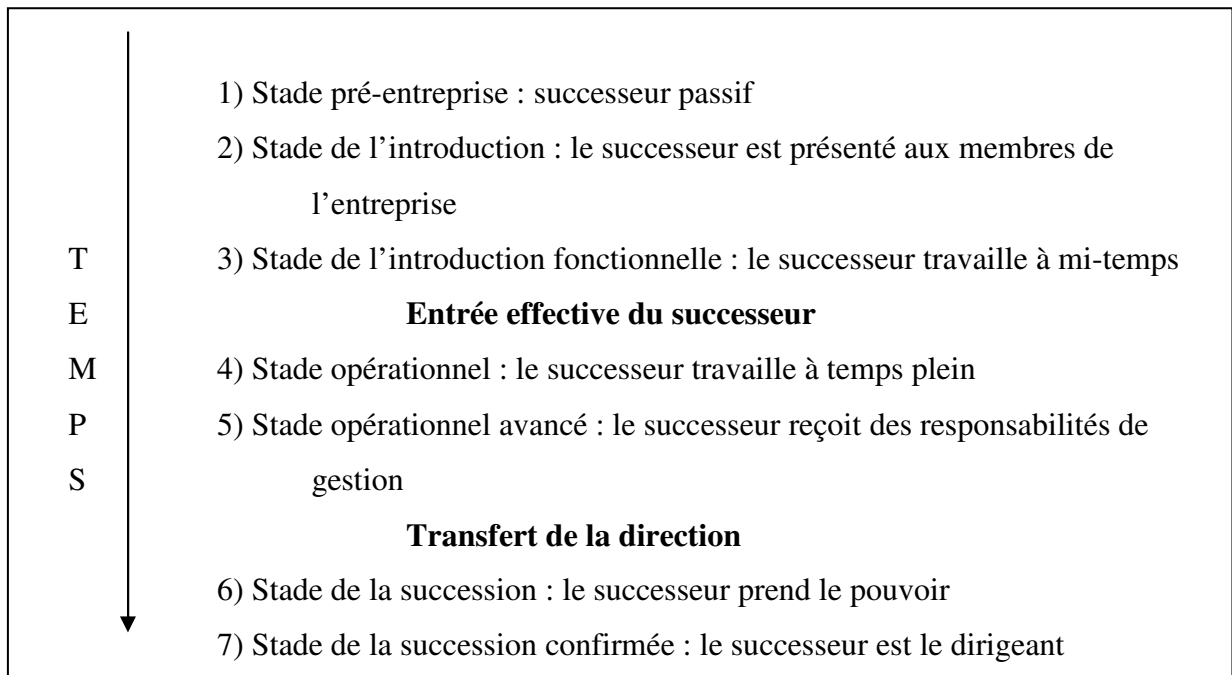 1) Stade pré-entreprise : successeur passif
2) Stade de l’introduction : le successeur est présenté aux membres de
l’entreprise
T 3) Stade de l’introduction fonctionnelle : le successeur travaille à mi-temps
E Entrée effective du successeur
M 4) Stade opérationnel : le successeur travaille à temps plein
P 5) Stade opérationnel avancé : le successeur reçoit des responsabilités de
S gestion
Transfert de la direction
6) Stade de la succession : le successeur prend le pouvoir
7) Stade de la succession confirmée : le successeur est le dirigeant